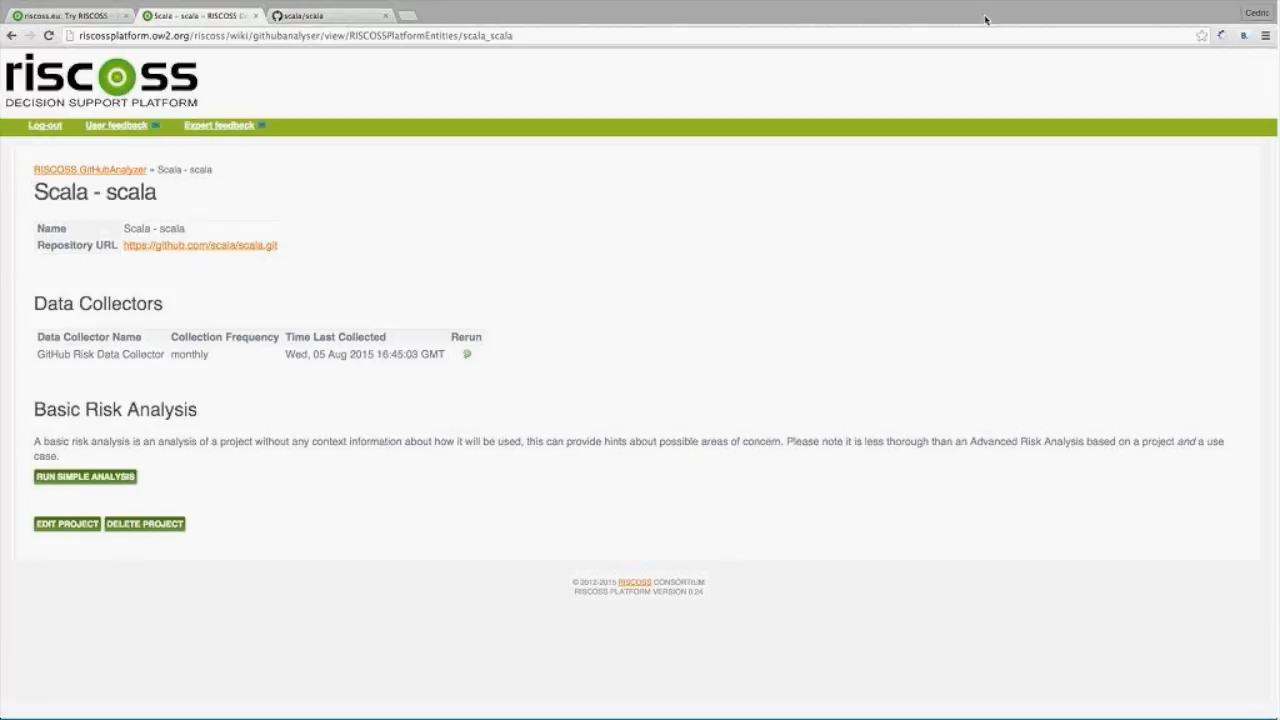 riscoss.eu: Try RISCOSS
Scala - scala - RISCOSS
scala/scala
Cedric
riscossplatform.ow2.org/riscoss/wiki/githubanalyser/view/RISCOSSPlatformEntities/scala_scala
riscoss
DECISION SUPPORT PLATFORM
Log-out User feedback Expert feedback
RISCOSS GitHubAnalyzer » Scala - scala
Scala - scala
Name Scala - scala
Repository URL https://github.com/scala/scala.git
Data Collectors
Data Collector Name Collection Frequency Time Last Collected Rerun
GitHub Risk Data Collector monthly Wed, 05 Aug 2015 16:45:03 GMT
Basic Risk Analysis
A basic risk analysis is an analysis of a project without any context information about how it will be used, this can provide hints about possible areas of concern. Please note it is less thorough than an Advanced Risk Analysis based on a project and a use
case.
RUN SIMPLE ANALYSIS
EDIT PROJECT DELETE PROJECT
© 2012-2015 RISCOSS CONSORTIUM
RISCOSS PLATFORM VERSION 0.24